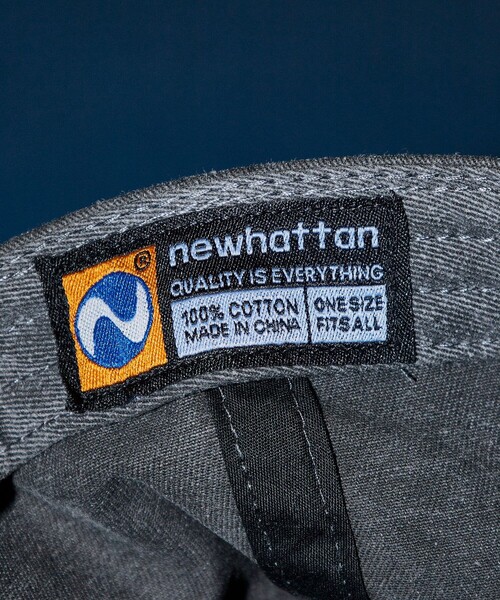 ®
newhattan
QUALITY IS EVERYTHING
100% COTTON
MADE IN CHINA
ONE SIZE
FITS ALL